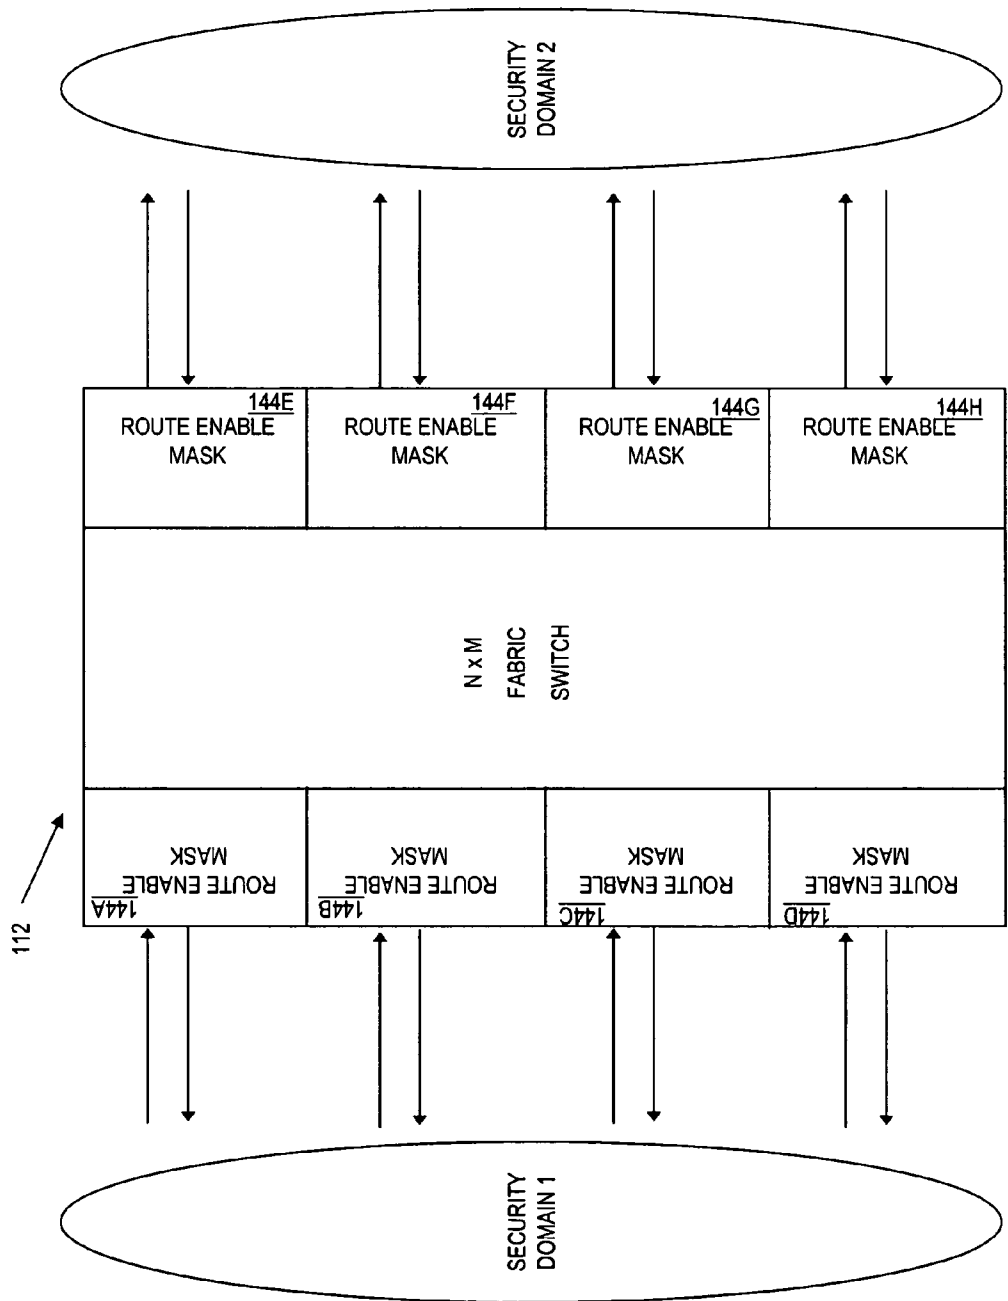 SECURITY
DOMAIN 2
144E
ROUTE ENABLE
MASK
144F
ROUTE ENABLE
MASK
144G
ROUTE ENABLE
MASK
144H
ROUTE ENABLE
MASK
N x M
FABRIC
SWITCH
112
144A
ROUTE ENABLE
MASK
144B
ROUTE ENABLE
MASK
144C
ROUTE ENABLE
MASK
144D
ROUTE ENABLE
MASK
SECURITY
DOMAIN 1